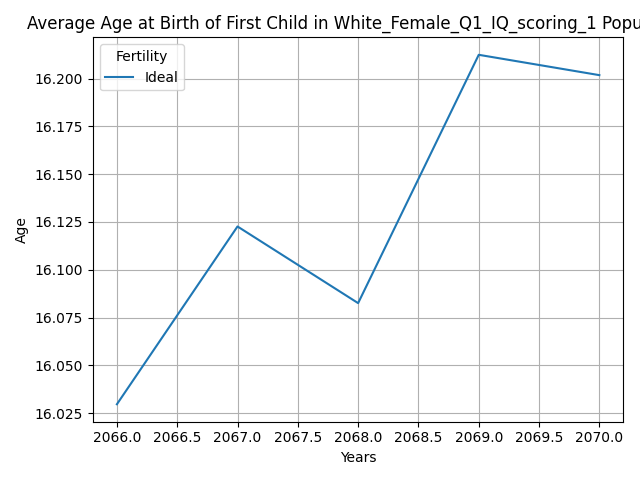 Average Age at Birth of First Child in White_Female_Q1_IQ_scoring_1 Popu
Fertility
Ideal
16.200
16.175
16.150
16.125
16.100
16.075
16.050
16.025
Age
2066.0 2066.5 2067.0 2067.5 2068.0 2068.5 2069.0 2069.5 2070.0
Years